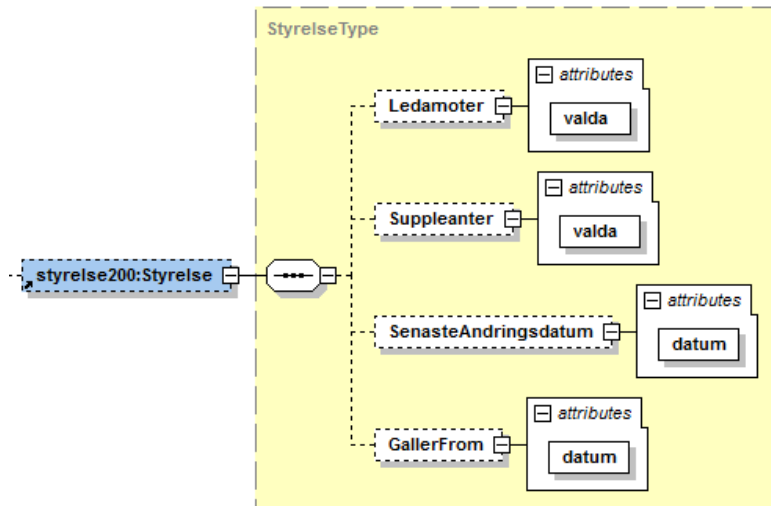 StyrelseType
attributes
Ledamoter
valda
attributes
Suppleanter
valda
styrelse200:Styrelse
attributes
SenasteAndringsdatum
datum
attributes
GallerFrom
datum